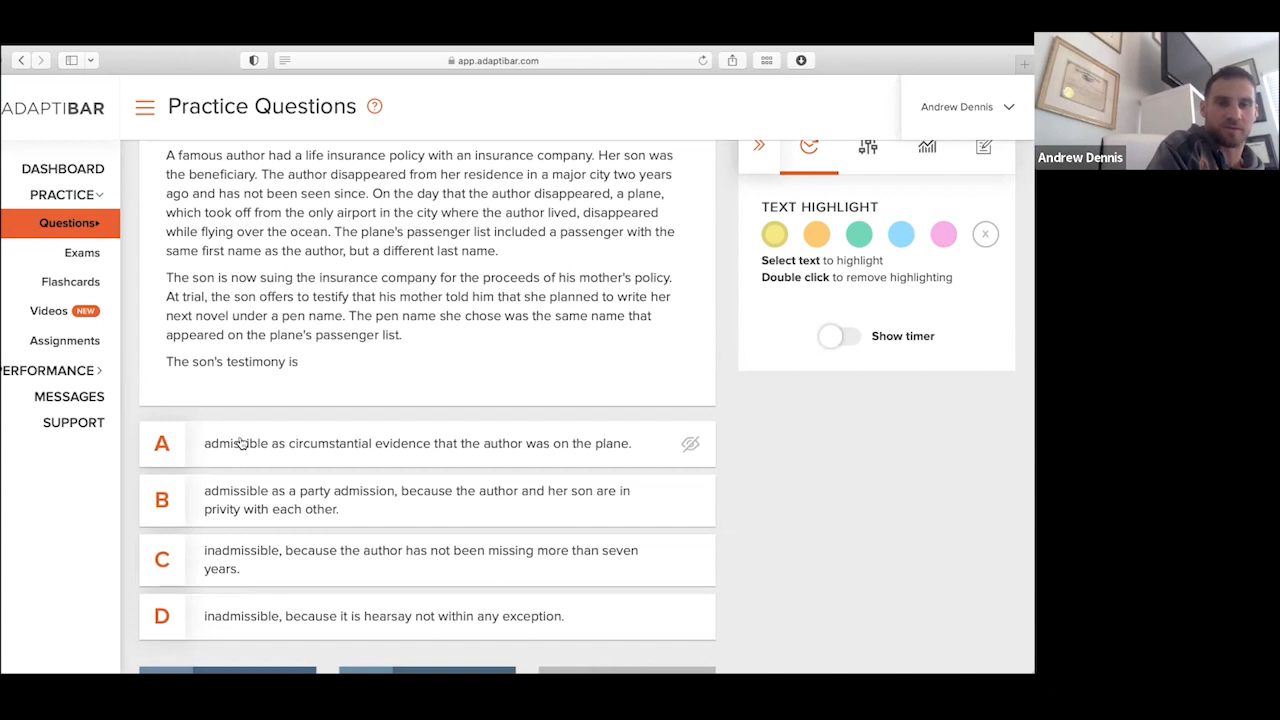 app.adaptibar.com
ADAPTIBAR
Practice Questions
?
Andrew Dennis
DASHBOARD
PRACTICE
Questions
Exams
Flashcards
Videos NEW
Assignments
PERFORMANCE
MESSAGES
SUPPORT
A famous author had a life insurance policy with an insurance company. Her son was
the beneficiary. The author disappeared from her residence in a major city two years
ago and has not been seen since. On the day that the author disappeared, a plane,
which took off from the only airport in the city where the author lived, disappeared
while flying over the ocean. The plane's passenger list included a passenger with the
same first name as the author, but a different last name.
The son is now suing the insurance company for the proceeds of his mother's policy.
At trial, the son offers to testify that his mother told him that she planned to write her
next novel under a pen name. The pen name she chose was the same name that
appeared on the plane's passenger list.
The son's testimony is
A
admissible as circumstantial evidence that the author was on the plane.
B
admissible as a party admission, because the author and her son are in
privity with each other.
C
inadmissible, because the author has not been missing more than seven
years.
D
inadmissible, because it is hearsay not within any exception.
TEXT HIGHLIGHT
X
Select text to highlight
Double click to remove highlighting
Show timer
Andrew Dennis